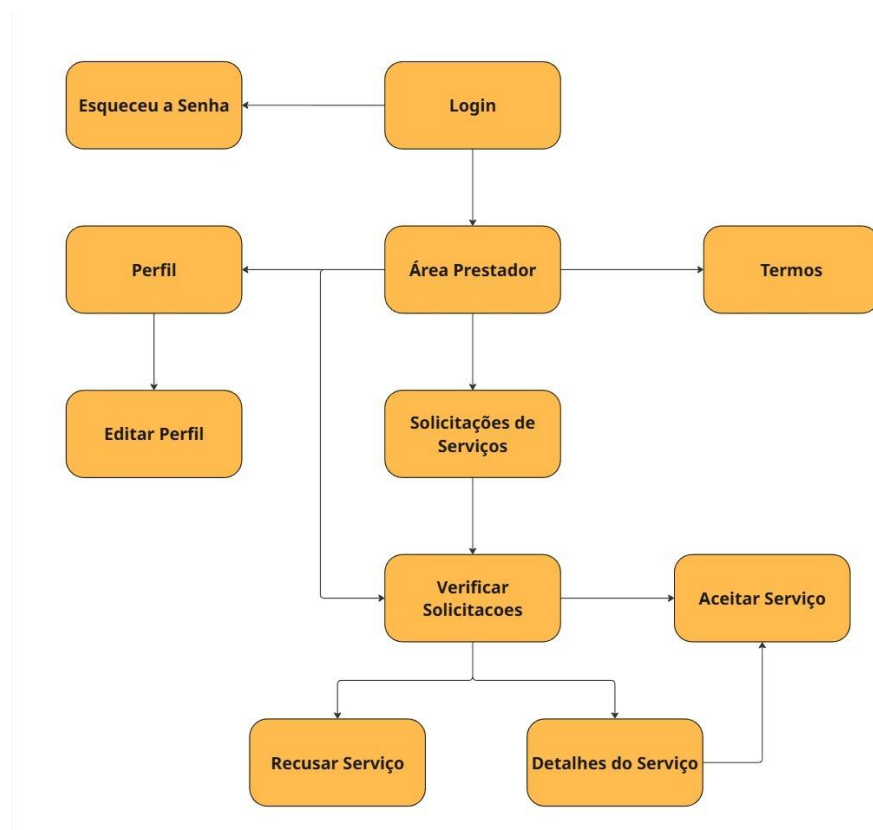 Esqueceu a Senha
Login
Perfil
Área Prestador
Termos
Editar Perfil
Solicitações de
Serviços
Verificar
Solicitacoes
Aceitar Serviço
Recusar Serviço
Detalhes do Serviço